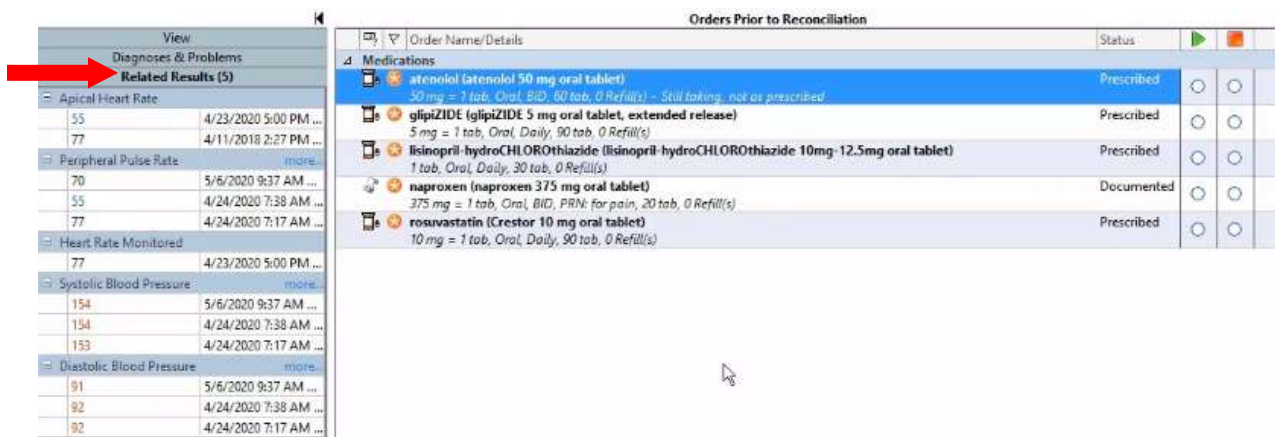 View
Diagnoses & Problems
Related Results (5)
Apical Heart Rate
55 4/23/2020 5:00 PM ...
77 4/11/2018 2:27 PM ...
Peripheral Pulse Rate more...
70 5/6/2020 9:37 AM ...
55 4/24/2020 7:38 AM ...
77 4/24/2020 7:17 AM ...
Heart Rate Monitored
77 4/23/2020 5:00 PM ...
Systolic Blood Pressure more...
154 5/6/2020 9:37 AM ...
154 4/24/2020 7:38 AM ...
153 4/24/2020 7:17 AM ...
Diastolic Blood Pressure more...
91 5/6/2020 9:37 AM ...
92 4/24/2020 7:38 AM ...
92 4/24/2020 7:17 AM ...
Orders Prior to Reconciliation
Order Name/Details Status
Medications
atenolol (atenolol 50 mg oral tablet) Prescribed
50 mg = 1 tab, Oral, BID, 60 tab, 0 Refill(s) - Still taking, not as prescribed
glipiZIDE (glipiZIDE 5 mg oral tablet, extended release) Prescribed
5 mg = 1 tab, Oral, Daily, 90 tab, 0 Refill(s)
lisinopril-hydroCHLOROthiazide (lisinopril-hydroCHLOROthiazide 10mg-12.5mg oral tablet) Prescribed
1 tab, Oral, Daily, 30 tab, 0 Refill(s)
naproxen (naproxen 375 mg oral tablet) Documented
375 mg = 1 tab, Oral, BID, PRN: for pain, 20 tab, 0 Refill(s)
rosuvastatin (Crestor 10 mg oral tablet) Prescribed
10 mg = 1 tab, Oral, Daily, 90 tab, 0 Refill(s)